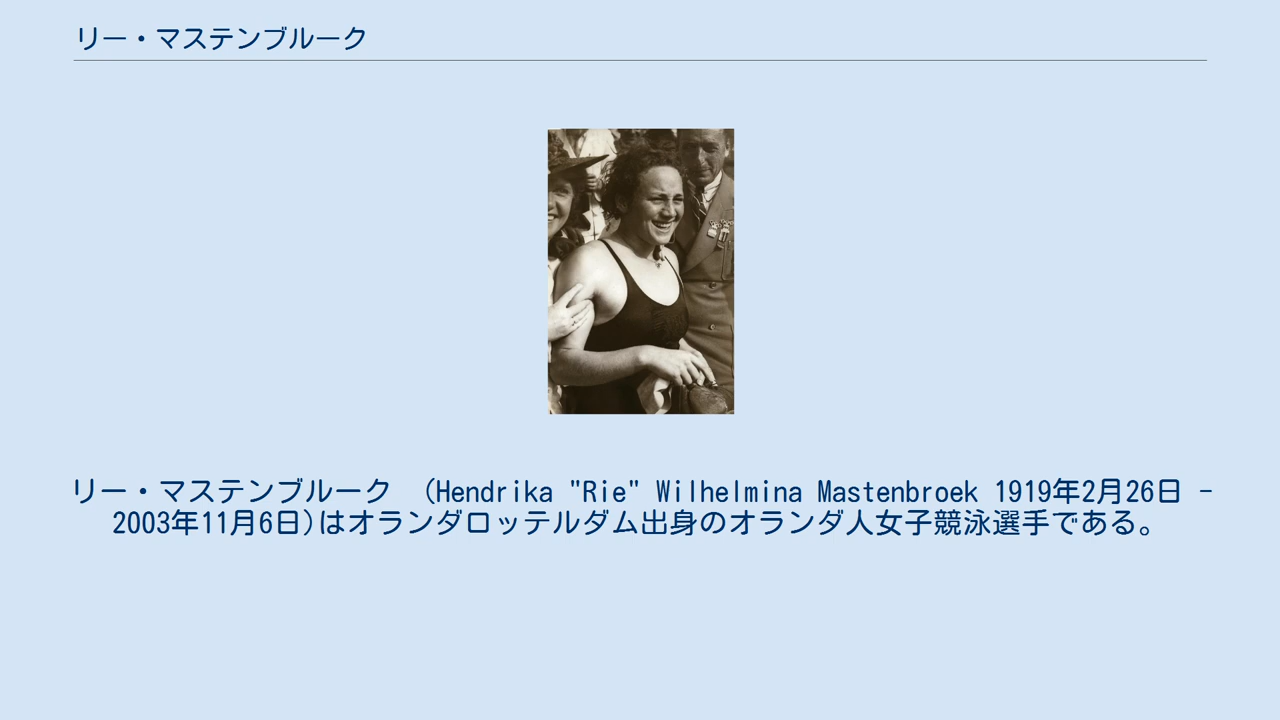 リー・マステンブルーク
リー・マステンブルーク　(Hendrika "Rie" Wilhelmina Mastenbroek 1919年2月26日 -
2003年11月6日)はオランダロッテルダム出身のオランダ人女子競泳選手である。